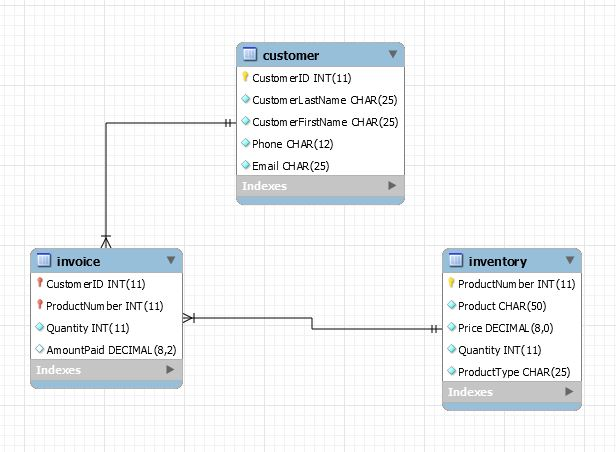 customer
CustomerID INT(11)
CustomerLastName CHAR(25)
CustomerFirstName CHAR(25)
Phone CHAR(12)
Email CHAR(25)
Indexes
invoice
CustomerID INT(11)
ProductNumber INT(11)
Quantity INT(11)
AmountPaid DECIMAL(8,2)
Indexes
inventory
ProductNumber INT(11)
Product CHAR(50)
Price DECIMAL(8,0)
Quantity INT(11)
ProductType CHAR(25)
Indexes